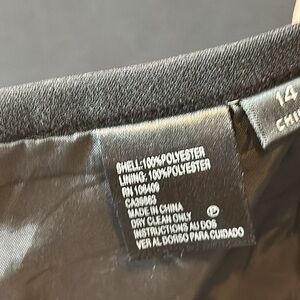 SHELL:100%POLYESTER
LINING:100%POLYESTER
RN 106409
MADE IN CHINA
DRY CLEAN ONLY
INSTRUCTIONS AU DOS
VER AL DORSO PARA CUIDADO
14